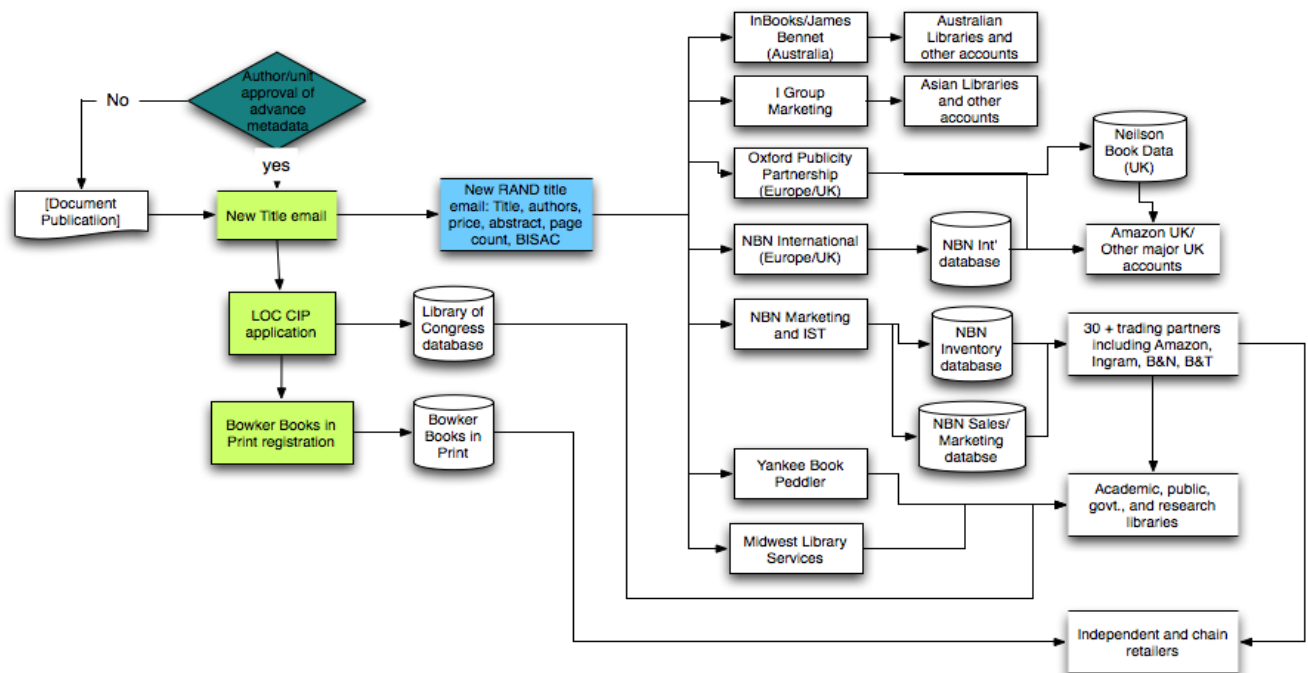 Author/unit
approval of
advance
metadata
No
yes
[Document
Publicatiion]
New Title email
New RAND title
email: Title, authors,
price, abstract, page
count, BISAC
LOC CIP
application
Library of
Congress
database
Bowker Books in
Print registration
Bowker
Books in
Print
InBooks/James
Bennet
(Australia)
Australian
Libraries and
other accounts
I Group
Marketing
Asian Libraries
and other
accounts
Oxford Publicity
Partnership
(Europe/UK)
Neilson
Book Data
(UK)
NBN International
(Europe/UK)
NBN Int'
database
Amazon UK/
Other major UK
accounts
NBN Marketing
and IST
NBN
Inventory
database
30 + trading partners
including Amazon,
Ingram, B&N, B&T
NBN Sales/
Marketing
databse
Yankee Book
Peddler
Academic, public,
govt., and research
libraries
Midwest Library
Services
Independent and chain
retailers